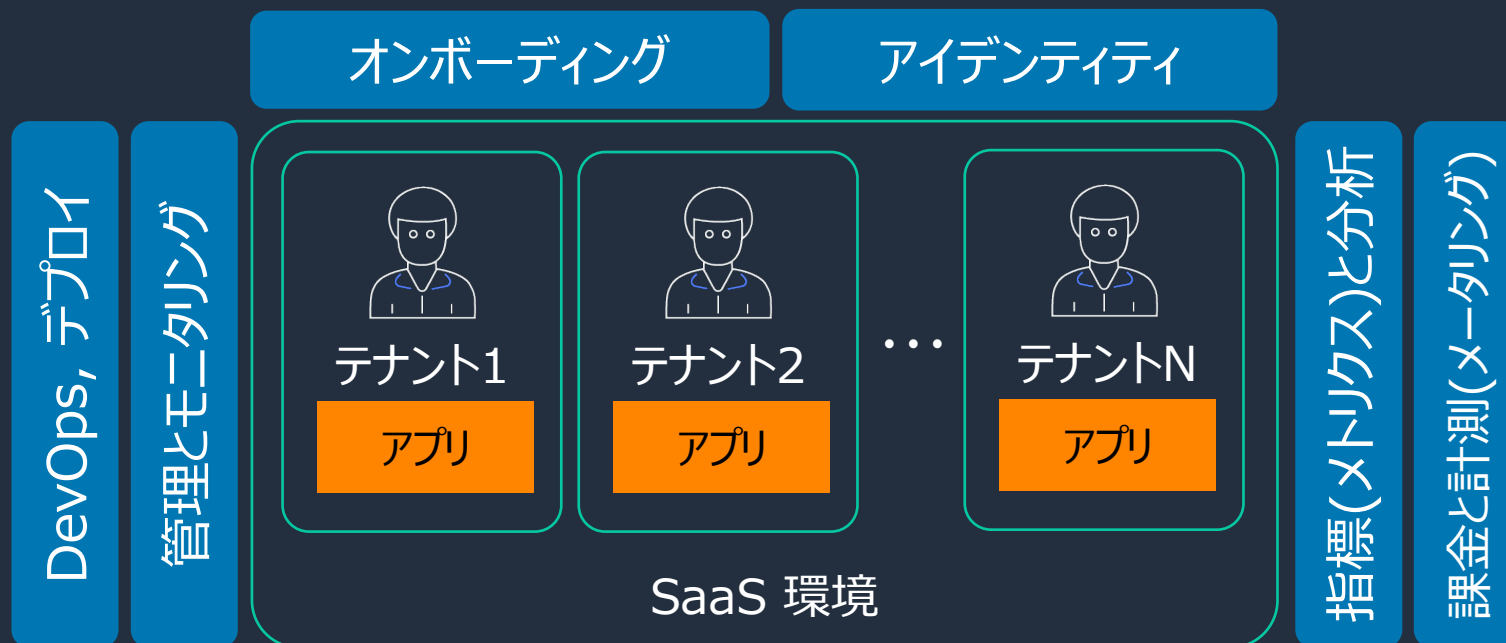 オンボーディング
アイデンティティ
DevOps, デプロイ
管理とモニタリング
テナント1
アプリ
テナント2
アプリ
...
テナントN
アプリ
SaaS 環境
指標(メトリクス)と分析
課金と計測(メータリング)